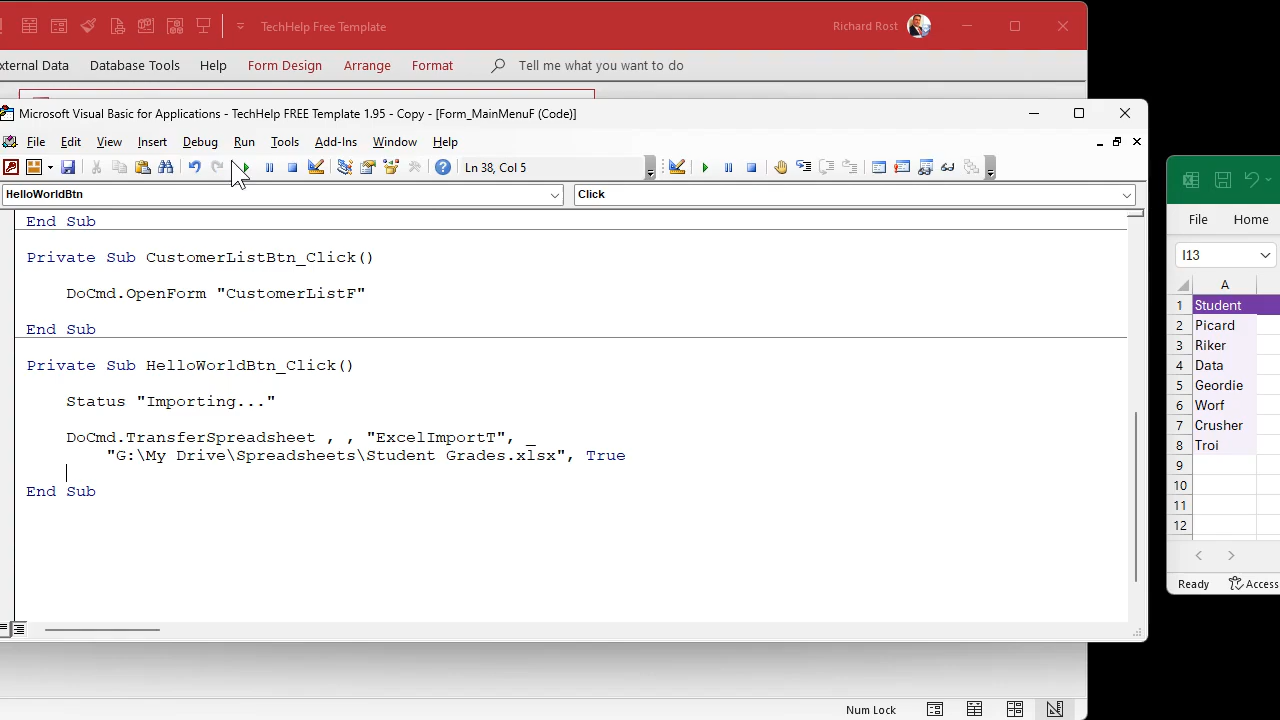 TechHelp Free Template
Richard Rost
xternal Data
Database Tools
Help
Form Design
Arrange
Format
Tell me what you want to do
Microsoft Visual Basic for Applications - TechHelp FREE Template 1.95 - Copy - [Form_MainMenuF (Code)]
File
Edit
View
Insert
Debug
Run
Tools
Add-Ins
Window
Help
Ln 38, Col 5
HelloWorldBtn
Click
End Sub
Private Sub CustomerListBtn_Click()
DoCmd.OpenForm "CustomerListF"
End Sub
Private Sub HelloWorldBtn_Click()
Status "Importing..."
DoCmd.TransferSpreadsheet , , "ExcelImportT", _
"G:\My Drive\Spreadsheets\Student Grades.xlsx", True
End Sub
Num Lock
File
Home
I13
A
1 Student
2 Picard
3 Riker
4 Data
5 Geordie
6 Worf
7 Crusher
8 Troi
9
10
11
12
Ready
Access